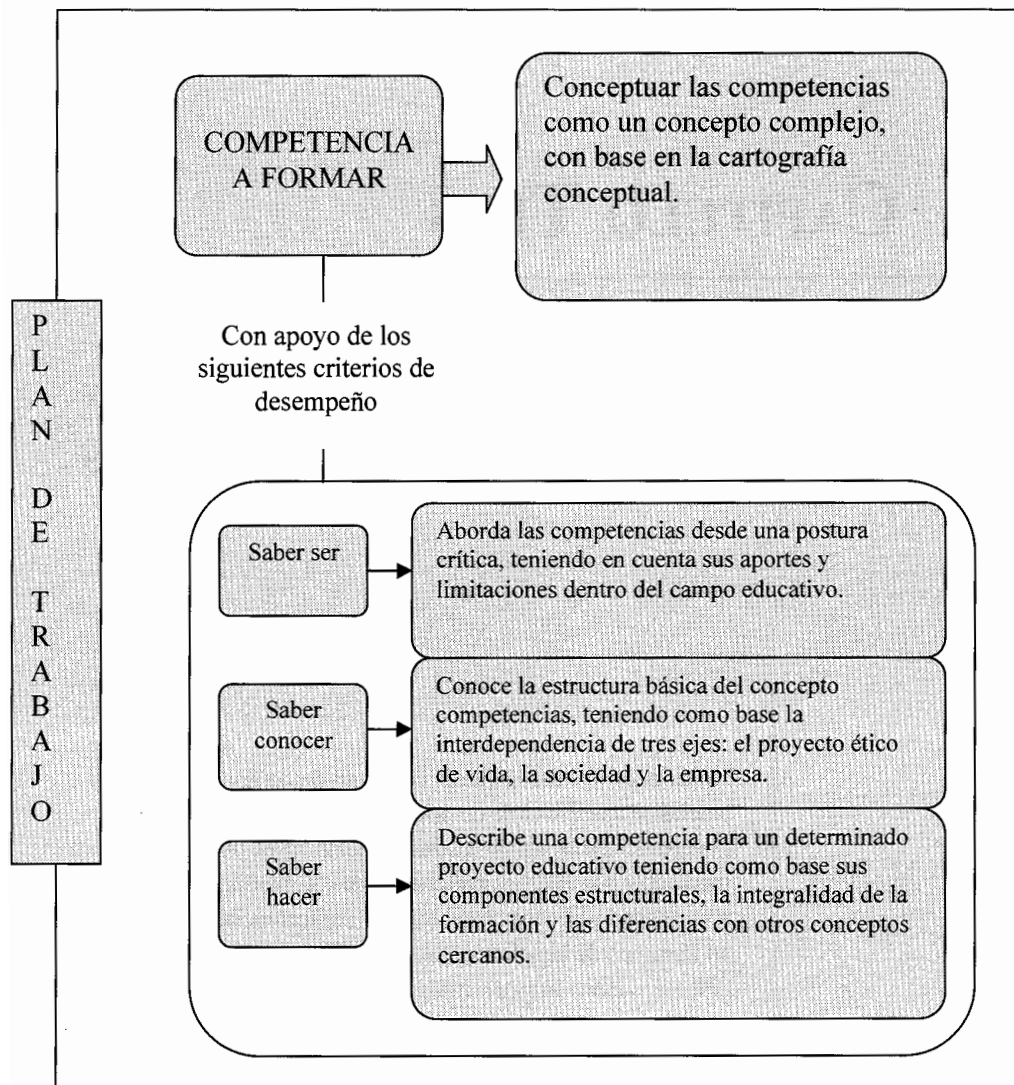 COMPETENCIA
A FORMAR
Conceptuar las competencias
como un concepto complejo,
con base en la cartografía
conceptual.
Con apoyo de los
siguientes criterios de
desempeño
P
L
A
N
D
E
T
R
A
B
A
J
O
Saber ser
Aborda las competencias desde una postura
crítica, teniendo en cuenta sus aportes y
limitaciones dentro del campo educativo.
Saber
conocer
Conoce la estructura básica del concepto
competencias, teniendo como base la
interdependencia de tres ejes: el proyecto ético
de vida, la sociedad y la empresa.
Saber
hacer
Describe una competencia para un determinado
proyecto educativo teniendo como base sus
componentes estructurales, la integralidad de la
formación y las diferencias con otros conceptos
cercanos.